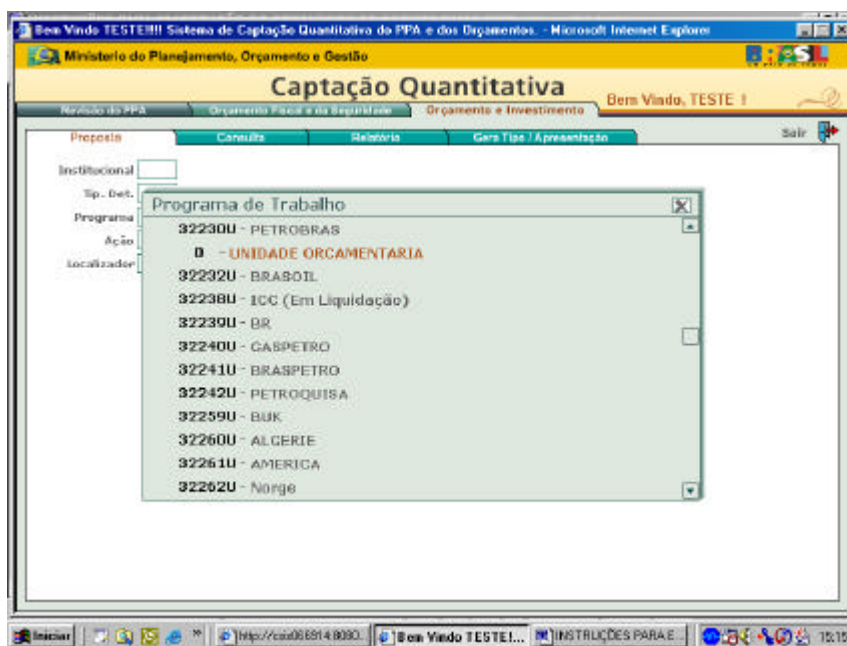 Bem Vindo TESTE!!!! Sistema de Captação Quantitativa do PPA e dos Orçamentos. - Microsoft Internet Explorer
Ministerio do Planejamento, Orçamento e Gestão
BRASIL
Captação Quantitativa
Bem Vindo, TESTE !
Revisão do PPA
Orçamento Fiscal e da Seguridade
Orçamento e Investimento
Proposta
Consulta
Relatório
Gera Tipo / Apresentação
Sair
Institucional
Tip. Det.
Programa
Ação
Localizador
Programa de Trabalho
32230U - PETROBRAS
D - UNIDADE ORCAMENTARIA
32232U - BRASOIL
32238U - ICC (Em Liquidação)
32239U - BR
32240U - GASPETRO
32241U - BRASPETRO
32242U - PETROQUISA
32259U - BUK
32260U - ALGERIE
32261U - AMERICA
32262U - Norge
Iniciar
Bem Vindo TESTE!...
INSTRUÇÕES PARA E...
15:15